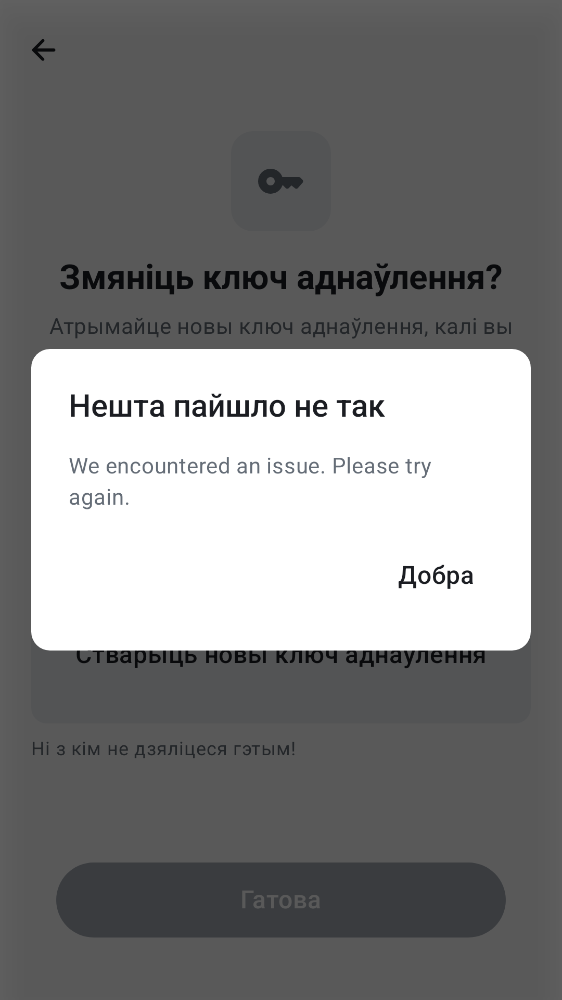 Змяніць ключ аднаўлення?
Атрымайце новы ключ аднаўлення, калі вы
Нешта пайшло не так
We encountered an issue. Please try
again.
Добра
Стварыць новы ключ аднаўлення
Ні з кім не дзяліцеся гэтым!
Гатова